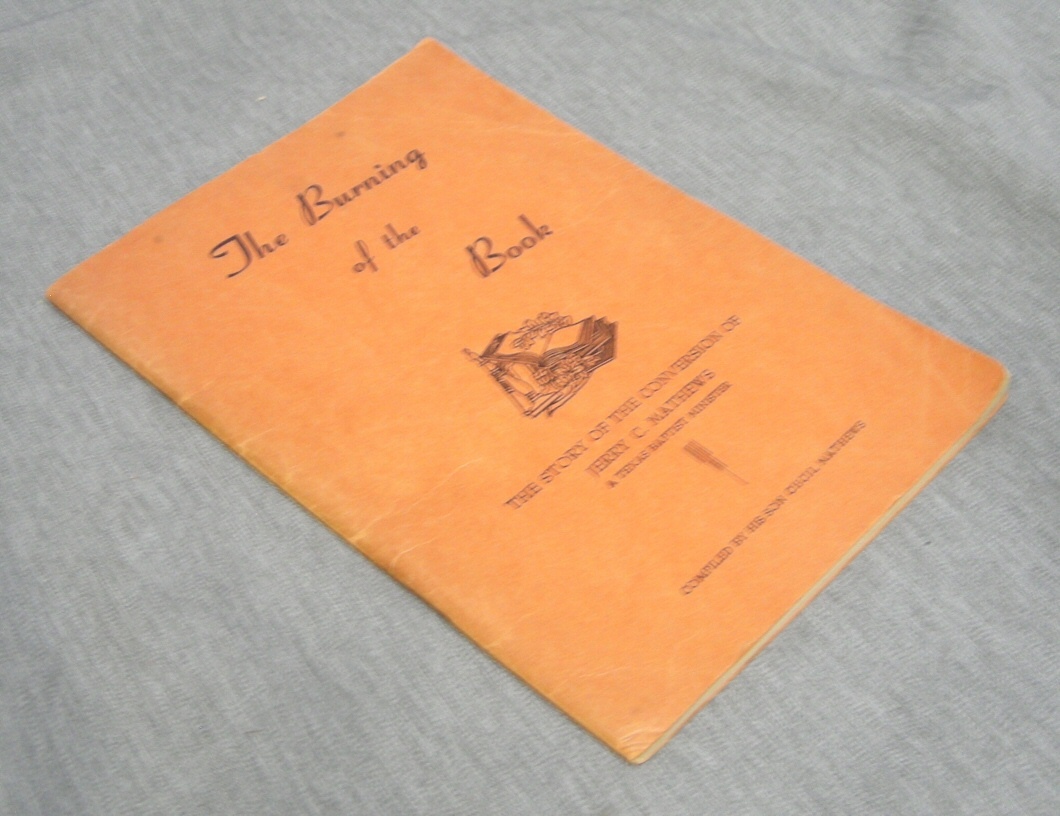 The Burning
of the
Book
THE STORY OF THE CONVERSION OF
JERRY C. MATHEWS
A TEXAS BAPTIST MINISTER
COMPILED BY HIS SON CECIL MATHEWS